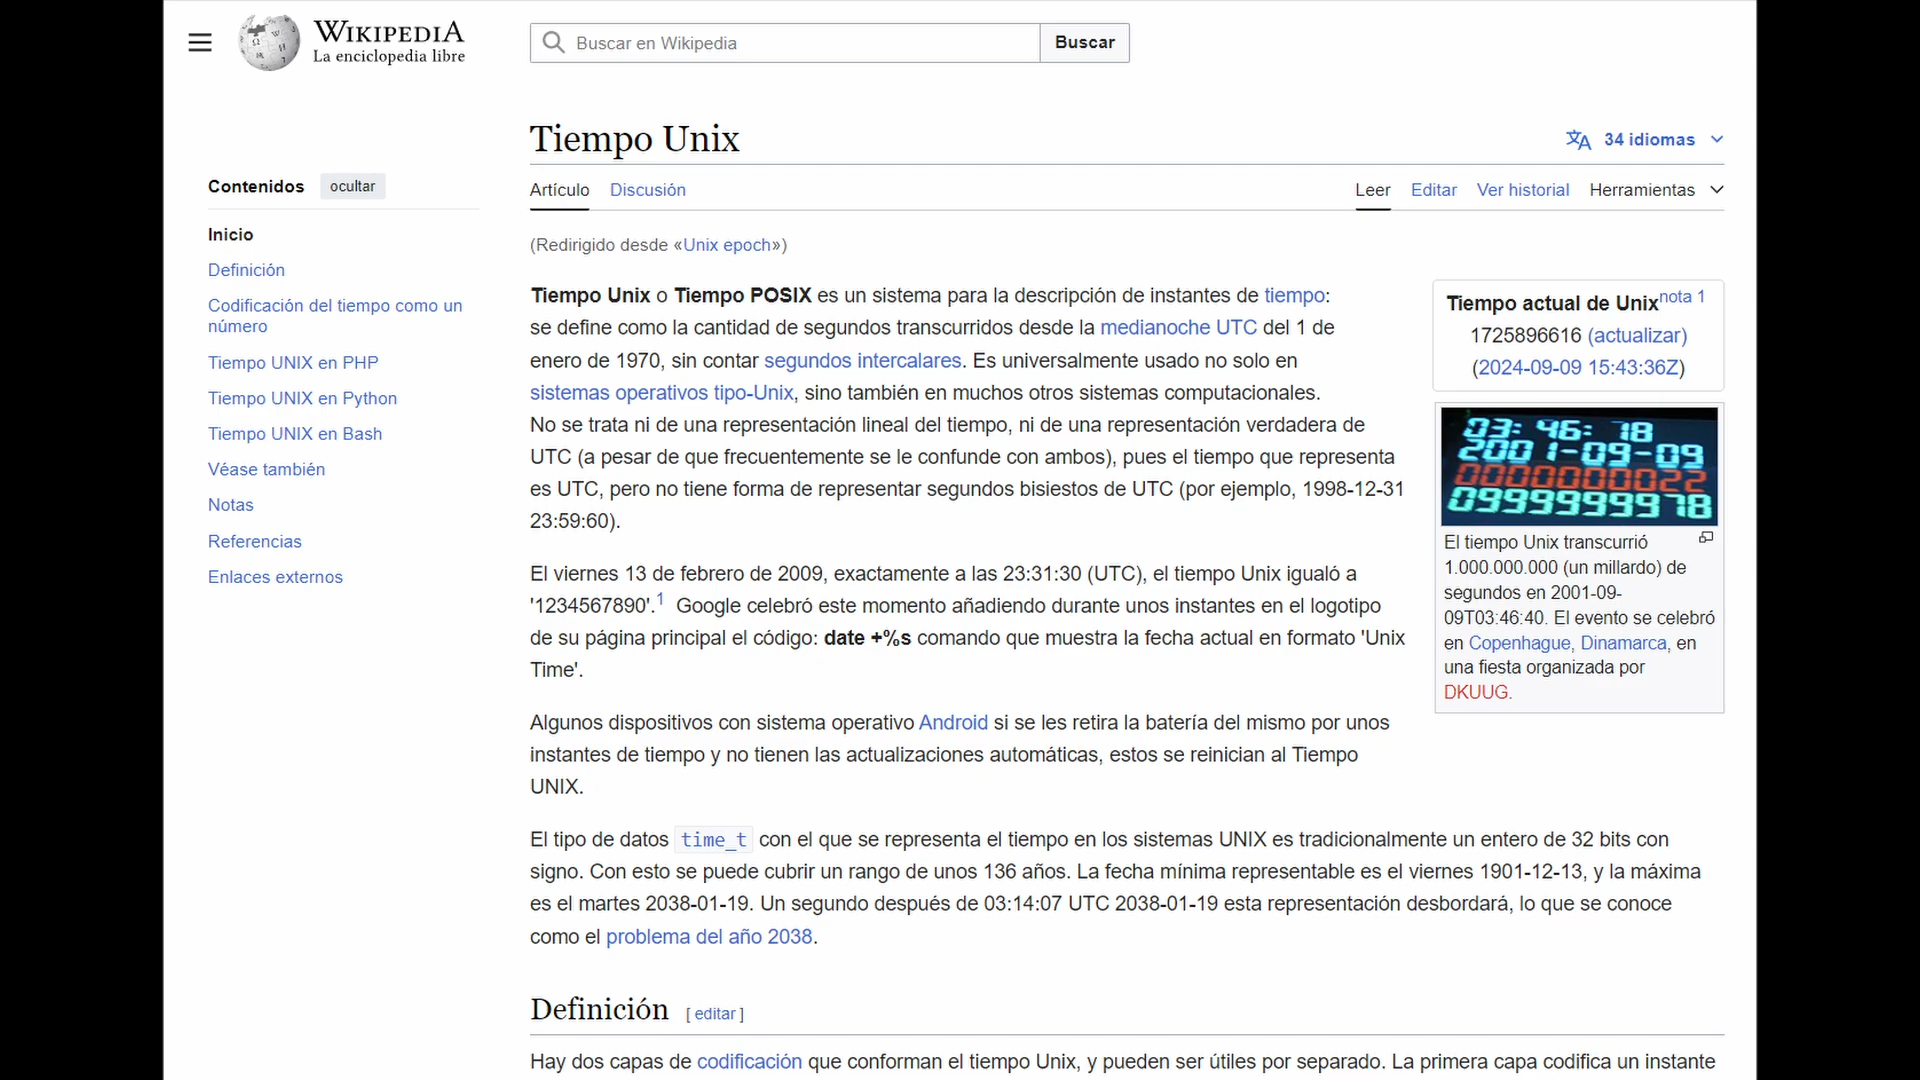 WIKIPEDIA
La enciclopedia libre
Buscar en Wikipedia
Buscar
Tiempo Unix
34 idiomas
Contenidos
ocultar
Artículo
Discusión
Leer
Editar
Ver historial
Herramientas
Inicio
Definición
Codificación del tiempo como un
número
Tiempo UNIX en PHP
Tiempo UNIX en Python
Tiempo UNIX en Bash
Véase también
Notas
Referencias
Enlaces externos
(Redirigido desde «Unix epoch»)
Tiempo Unix o Tiempo POSIX es un sistema para la descripción de instantes de tiempo:
se define como la cantidad de segundos transcurridos desde la medianoche UTC del 1 de
enero de 1970, sin contar segundos intercalares. Es universalmente usado no solo en
sistemas operativos tipo-Unix, sino también en muchos otros sistemas computacionales.
No se trata ni de una representación lineal del tiempo, ni de una representación verdadera de
UTC (a pesar de que frecuentemente se le confunde con ambos), pues el tiempo que representa
es UTC, pero no tiene forma de representar segundos bisiestos de UTC (por ejemplo, 1998-12-31
23:59:60).
El viernes 13 de febrero de 2009, exactamente a las 23:31:30 (UTC), el tiempo Unix igualó a
'1234567890'.1 Google celebró este momento añadiendo durante unos instantes en el logotipo
de su página principal el código: date +%s comando que muestra la fecha actual en formato 'Unix
Time'.
Algunos dispositivos con sistema operativo Android si se les retira la batería del mismo por unos
instantes de tiempo y no tienen las actualizaciones automáticas, estos se reinician al Tiempo
UNIX.
El tipo de datos time_t con el que se representa el tiempo en los sistemas UNIX es tradicionalmente un entero de 32 bits con
signo. Con esto se puede cubrir un rango de unos 136 años. La fecha mínima representable es el viernes 1901-12-13, y la máxima
es el martes 2038-01-19. Un segundo después de 03:14:07 UTC 2038-01-19 esta representación desbordará, lo que se conoce
como el problema del año 2038.
Tiempo actual de Unix nota 1
1725896616 (actualizar)
(2024-09-09 15:43:36Z)
03: 46: 18
2001-09-09
0000000022
0999999978
El tiempo Unix transcurrió
1.000.000.000 (un millardo) de
segundos en 2001-09-
09T03:46:40. El evento se celebró
en Copenhague, Dinamarca, en
una fiesta organizada por
DKUUG.
Definición [ editar ]
Hay dos capas de codificación que conforman el tiempo Unix, y pueden ser útiles por separado. La primera capa codifica un instante